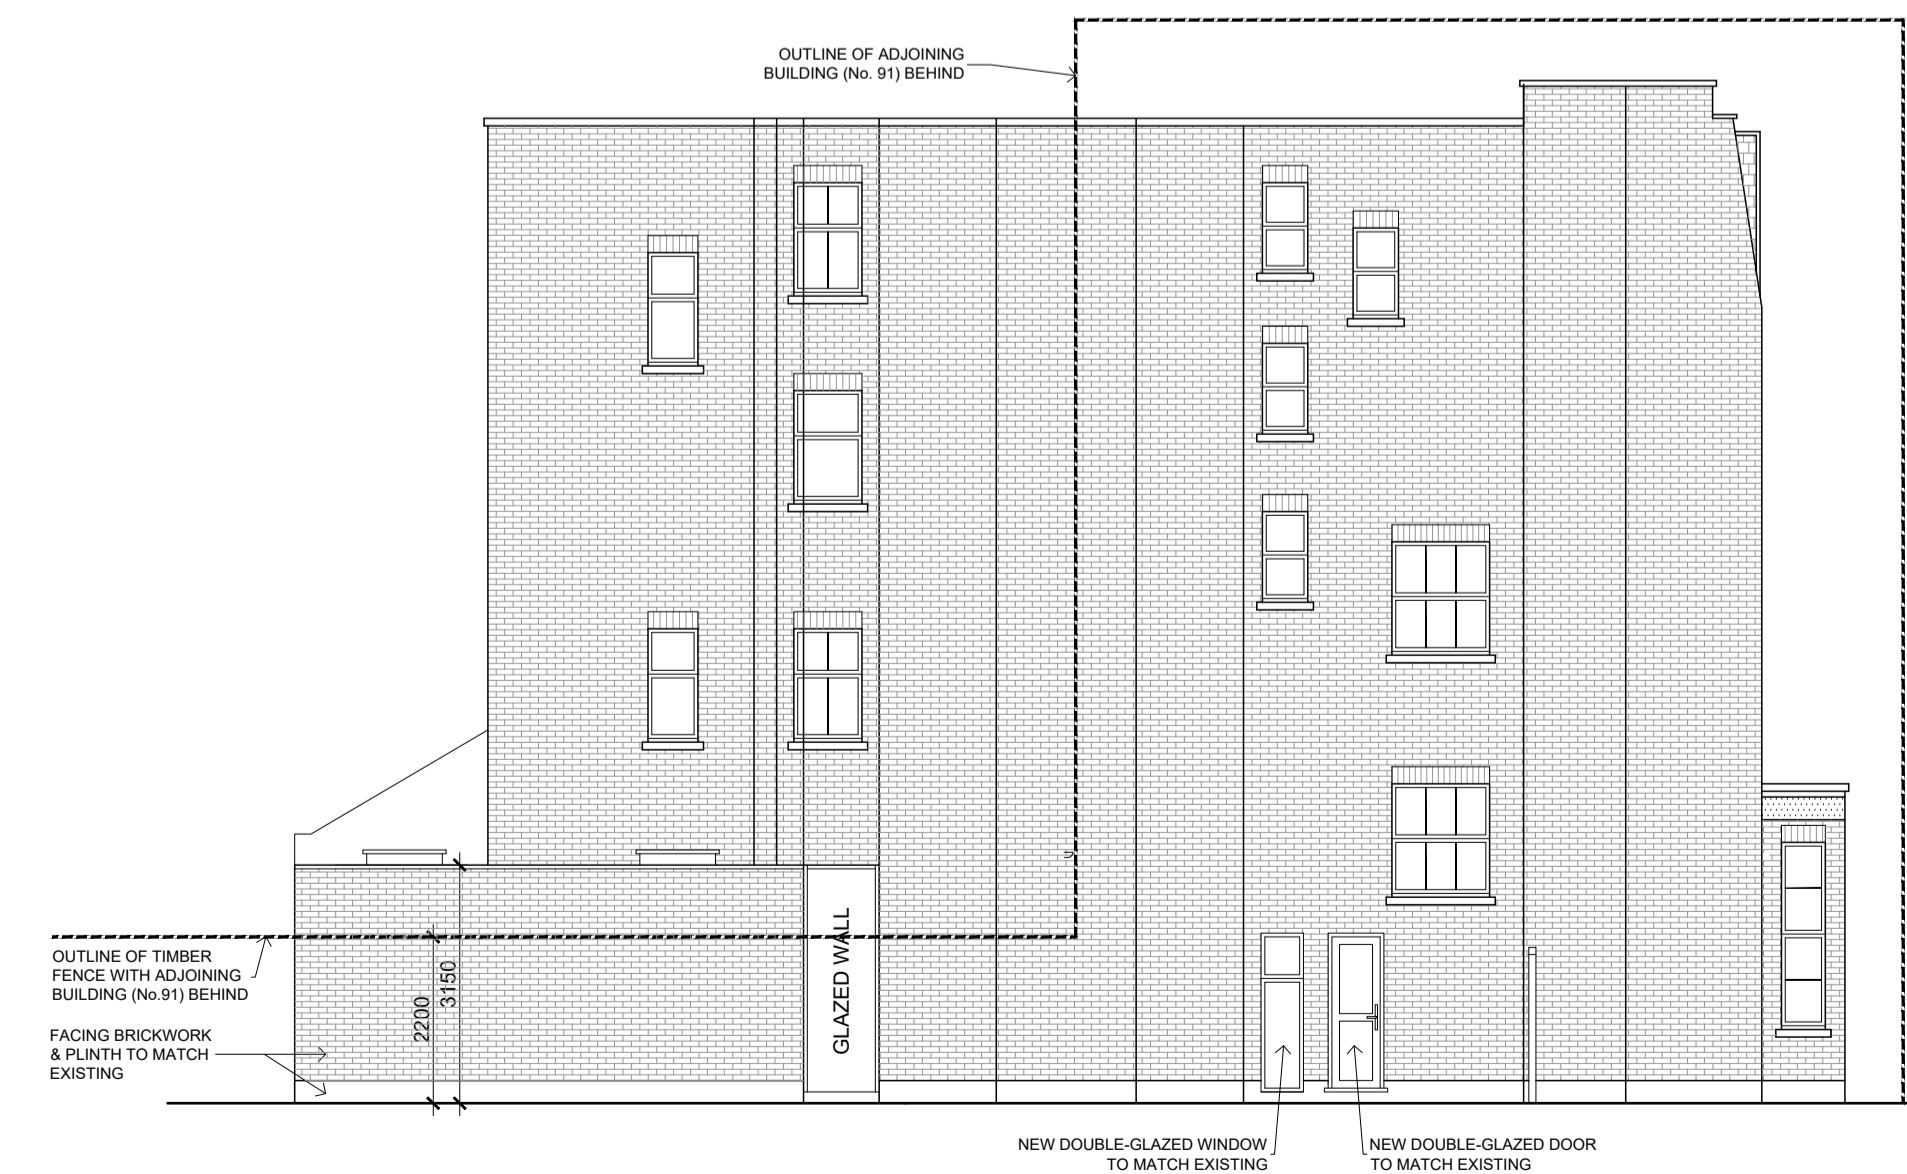 OUTLINE OF ADJOINING
BUILDING (No. 91) BEHIND
OUTLINE OF TIMBER
FENCE WITH ADJOINING
BUILDING (No.91) BEHIND
FACING BRICKWORK
& PLINTH TO MATCH
EXISTING
2200
3150
GLAZED WALL
NEW DOUBLE-GLAZED WINDOW
TO MATCH EXISTING
NEW DOUBLE-GLAZED DOOR
TO MATCH EXISTING